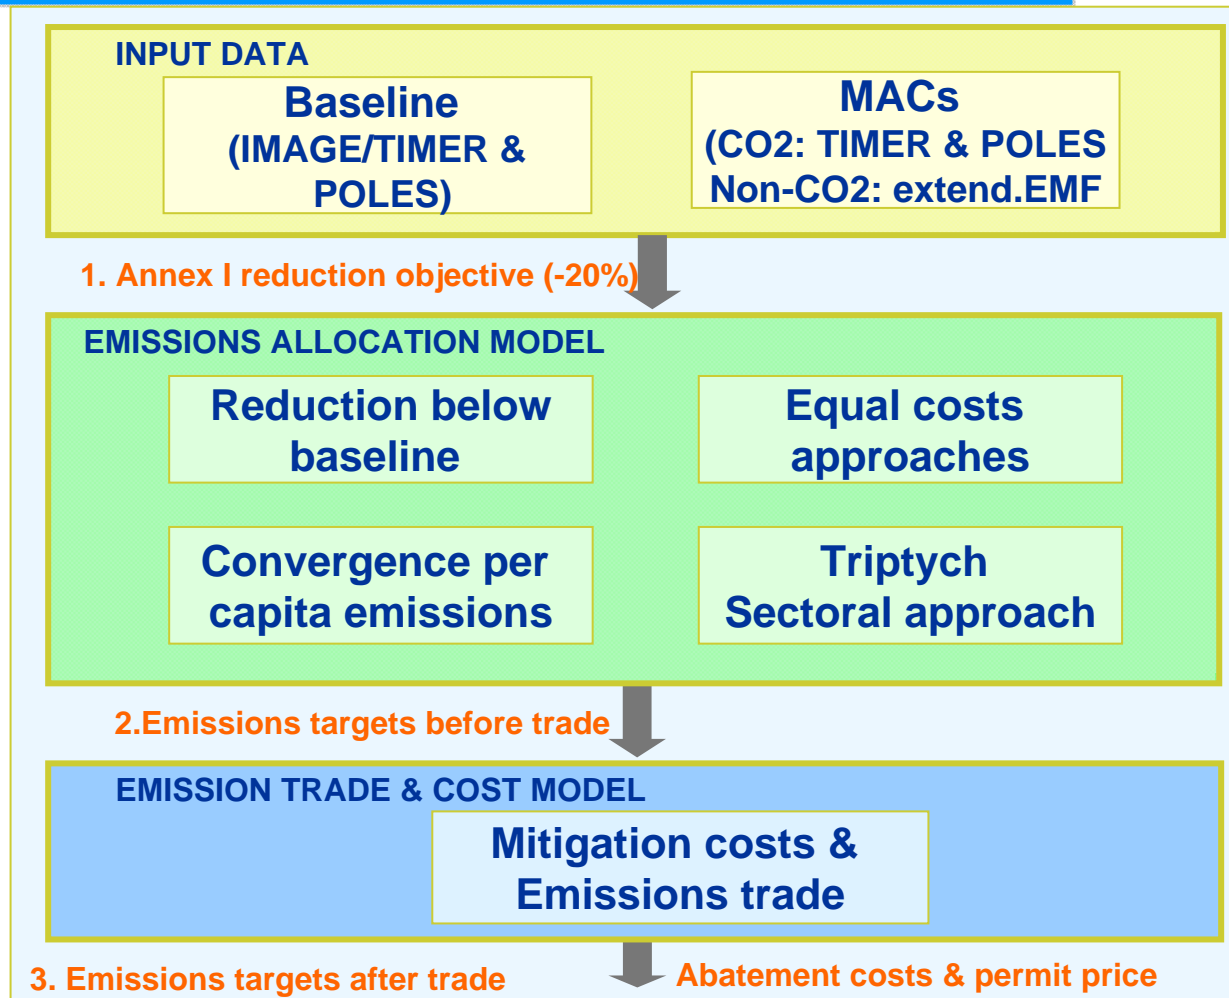 INPUT DATA
Baseline
(IMAGE/TIMER &
POLES)
MACs
(CO2: TIMER & POLES
Non-CO2: extend.EMF
1. Annex I reduction objective (-20%)
EMISSIONS ALLOCATION MODEL
Reduction below
baseline
Equal costs
approaches
Convergence per
capita emissions
Triptych
Sectoral approach
2.Emissions targets before trade
EMISSION TRADE & COST MODEL
Mitigation costs &
Emissions trade
3. Emissions targets after trade
Abatement costs & permit price